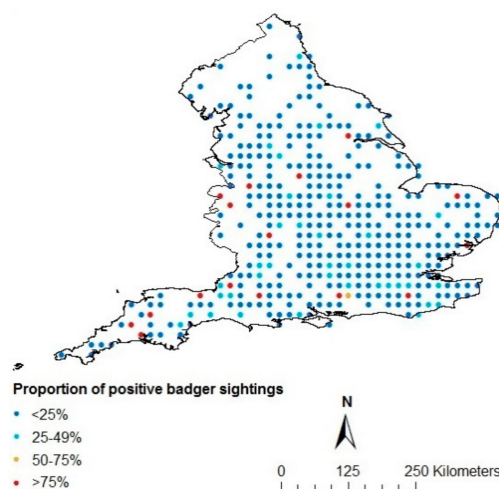 Proportion of positive badger sightings
<25%
25-49%
50-75%
>75%
N
0 125 250 Kilometers